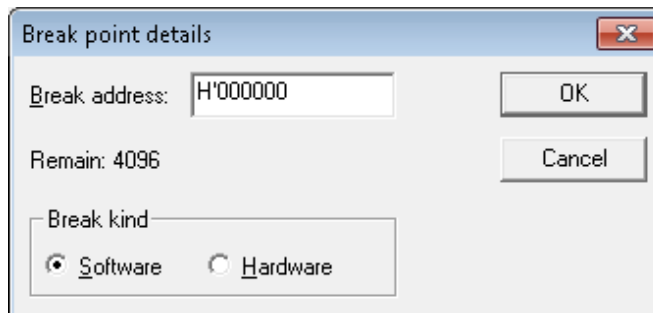 Break point details
Break address: H'000000
OK
Remain: 4096
Cancel
Break kind
Software Hardware